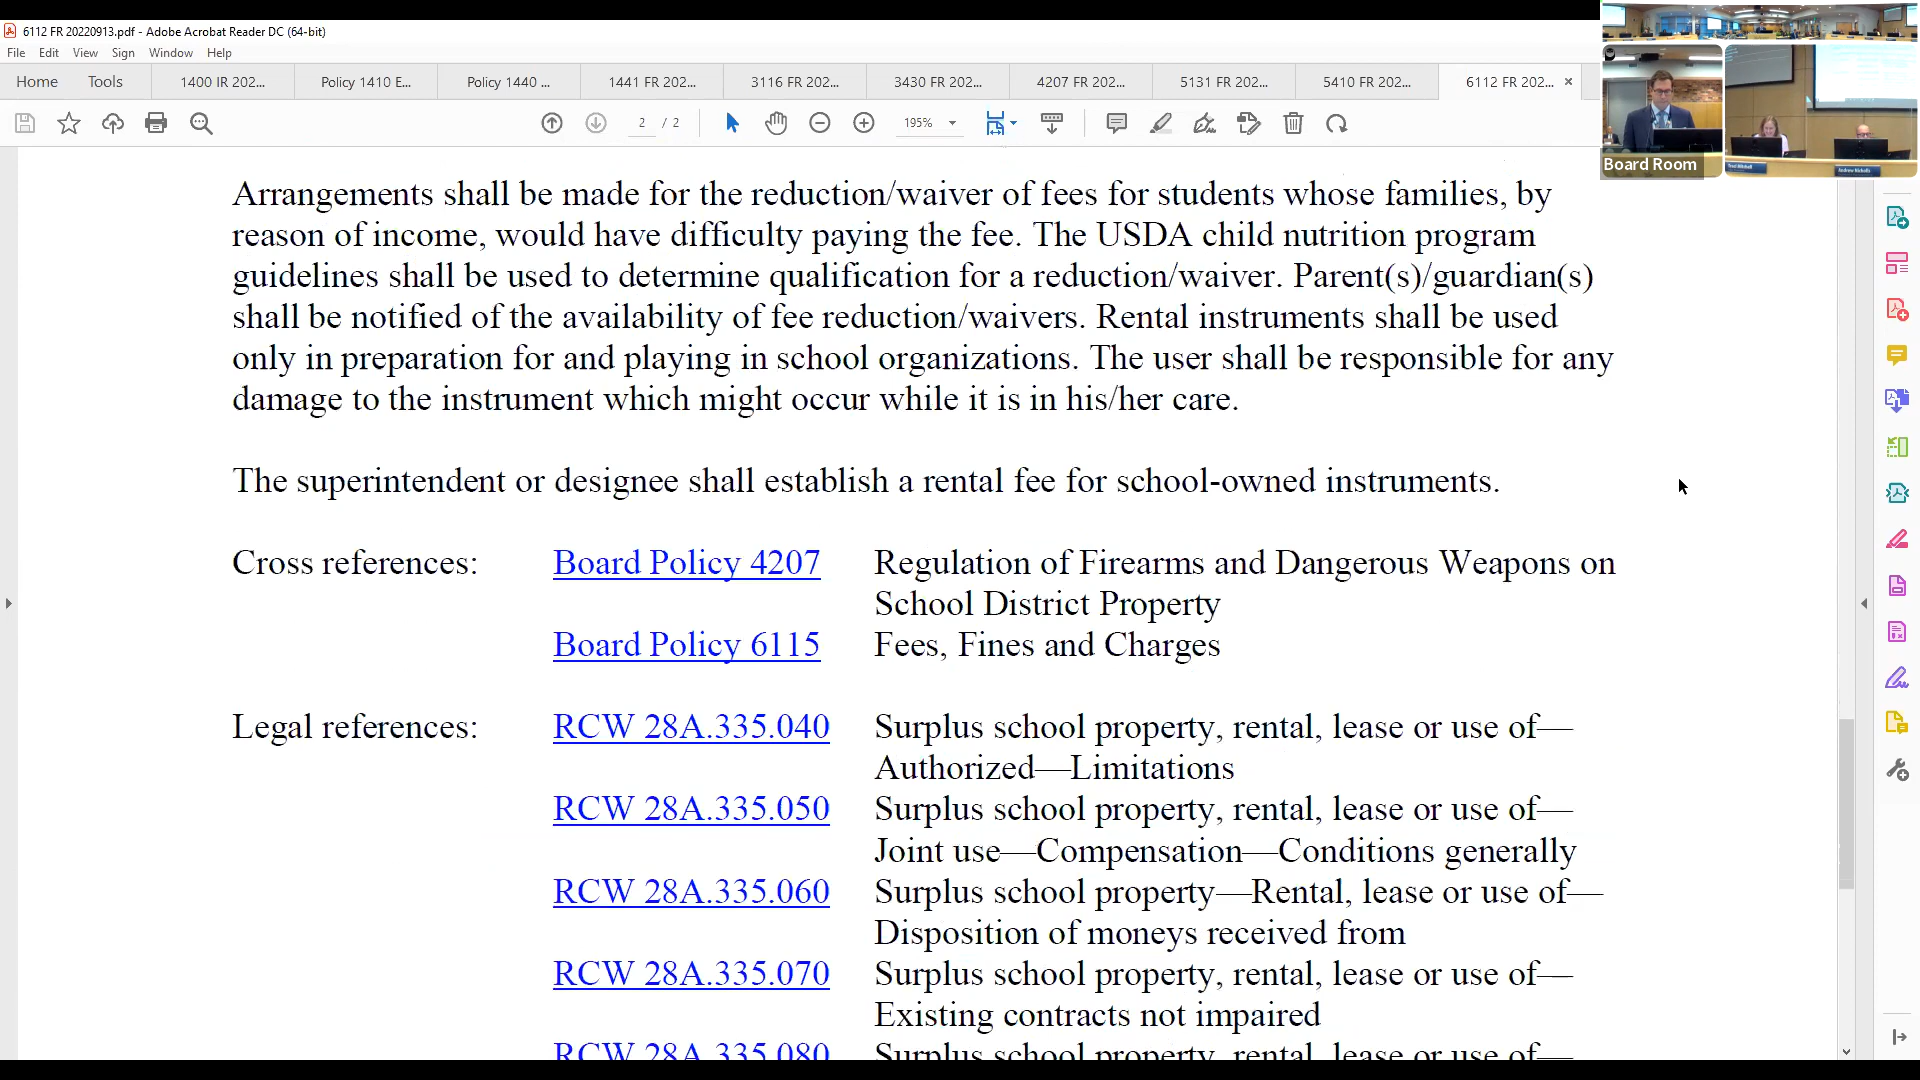 6112 FR 20220913.pdf - Adobe Acrobat Reader DC (64-bit)
File Edit View Sign Window Help
Home Tools 1400 IR 202... Policy 1410 E... Policy 1440 ... 1441 FR 202... 3116 FR 202... 3430 FR 202... 4207 FR 202... 5131 FR 202... 5410 FR 202... 6112 FR 202... ×
2 / 2 195%
Board Room
Arrangements shall be made for the reduction/waiver of fees for students whose families, by
reason of income, would have difficulty paying the fee. The USDA child nutrition program
guidelines shall be used to determine qualification for a reduction/waiver. Parent(s)/guardian(s)
shall be notified of the availability of fee reduction/waivers. Rental instruments shall be used
only in preparation for and playing in school organizations. The user shall be responsible for any
damage to the instrument which might occur while it is in his/her care.
The superintendent or designee shall establish a rental fee for school-owned instruments.
Cross references: Board Policy 4207 Regulation of Firearms and Dangerous Weapons on
School District Property
Board Policy 6115 Fees, Fines and Charges
Legal references: RCW 28A.335.040 Surplus school property, rental, lease or use of—
Authorized—Limitations
RCW 28A.335.050 Surplus school property, rental, lease or use of—
Joint use—Compensation—Conditions generally
RCW 28A.335.060 Surplus school property—Rental, lease or use of—
Disposition of moneys received from
RCW 28A.335.070 Surplus school property, rental, lease or use of—
Existing contracts not impaired
RCW 28A.335.080 Surplus school property, rental, lease or use of—